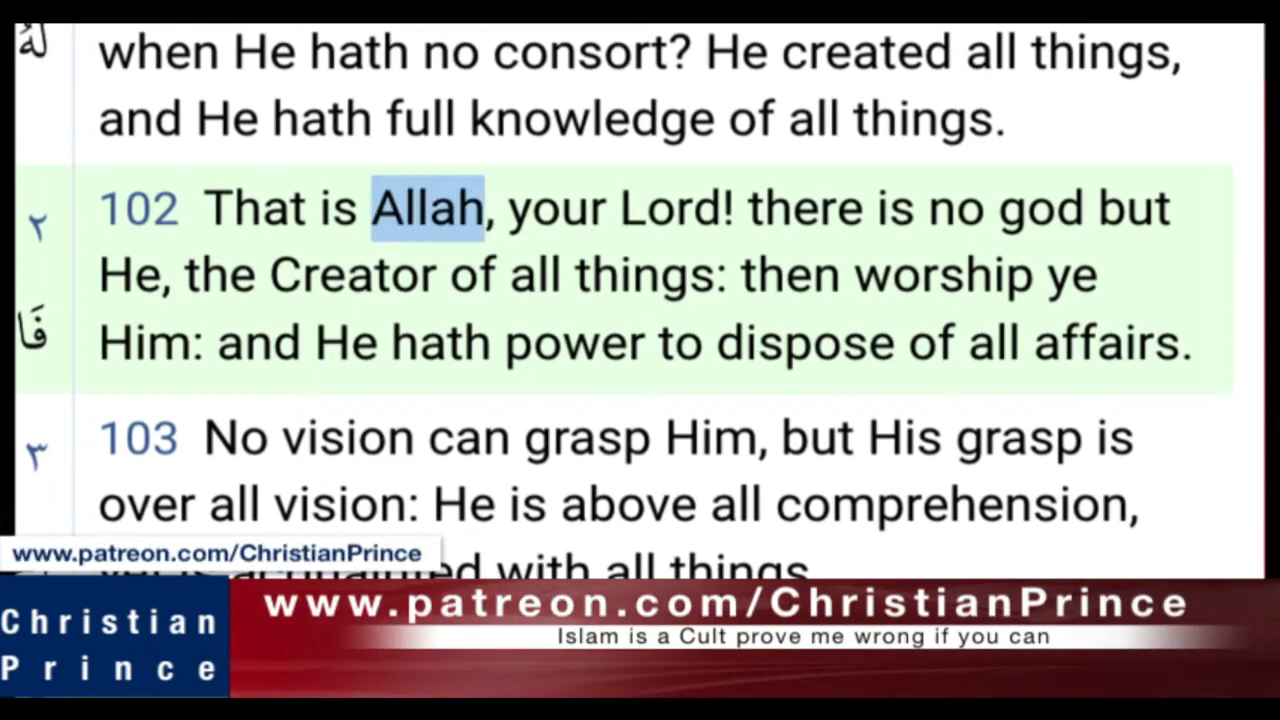 لَهُ
when He hath no consort? He created all things,
and He hath full knowledge of all things.
٢
102 That is Allah, your Lord! there is no god but
He, the Creator of all things: then worship ye
فَا
Him: and He hath power to dispose of all affairs.
٣
103 No vision can grasp Him, but His grasp is
over all vision: He is above all comprehension,
www.patreon.com/ChristianPrince
with all things.
Christian
Prince
www.patreon.com/ChristianPrince
Islam is a Cult prove me wrong if you can